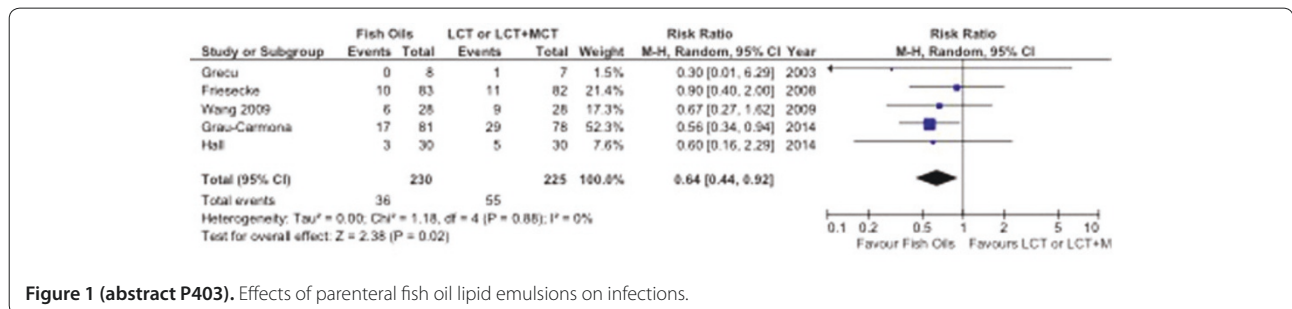 Fish Oils LCT or LCT+MCT Risk Ratio Risk Ratio
Study or Subgroup Events Total Events Total Weight M-H, Random, 95% CI Year M-H, Random, 95% CI
Grecu 0 8 1 7 1.5% 0.30 [0.01, 6.29] 2003
Friesecke 10 83 11 82 21.4% 0.90 [0.40, 2.00] 2008
Wang 2009 6 28 9 28 17.3% 0.67 [0.27, 1.62] 2009
Grau-Carmona 17 81 29 78 52.3% 0.56 [0.34, 0.94] 2014
Hall 3 30 5 30 7.6% 0.60 [0.16, 2.29] 2014
Total (95% CI) 230 225 100.0% 0.64 [0.44, 0.92]
Total events 36 55
Heterogeneity: Tau² = 0.00; Chi² = 1.18, df = 4 (P = 0.88); I² = 0%
Test for overall effect: Z = 2.38 (P = 0.02)
0.1 0.2 0.5 1 2 5 10
Favour Fish Oils Favours LCT or LCT+M
Figure 1 (abstract P403). Effects of parenteral fish oil lipid emulsions on infections.